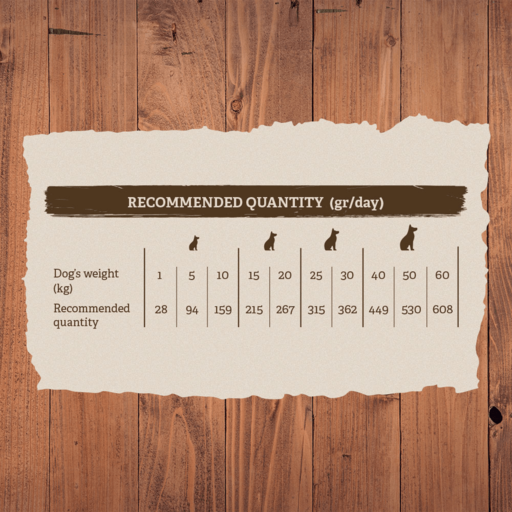 RECOMMENDED QUANTITY (gr/day)
Dog's weight
(kg)
1 5 10 15 20 25 30 40 50 60
Recommended
quantity
28 94 159 215 267 315 362 449 530 608